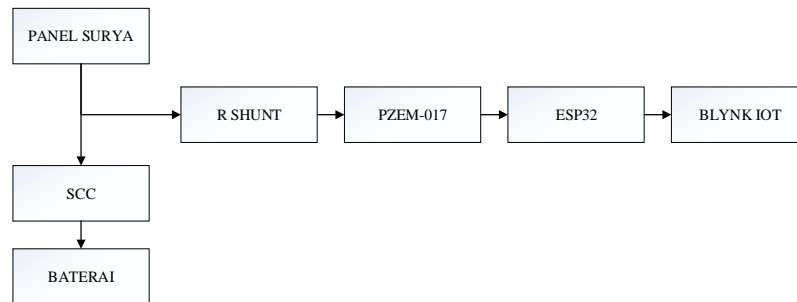 PANEL SURYA
R SHUNT
PZEM-017
ESP32
BLYNK IOT
SCC
BATERAI